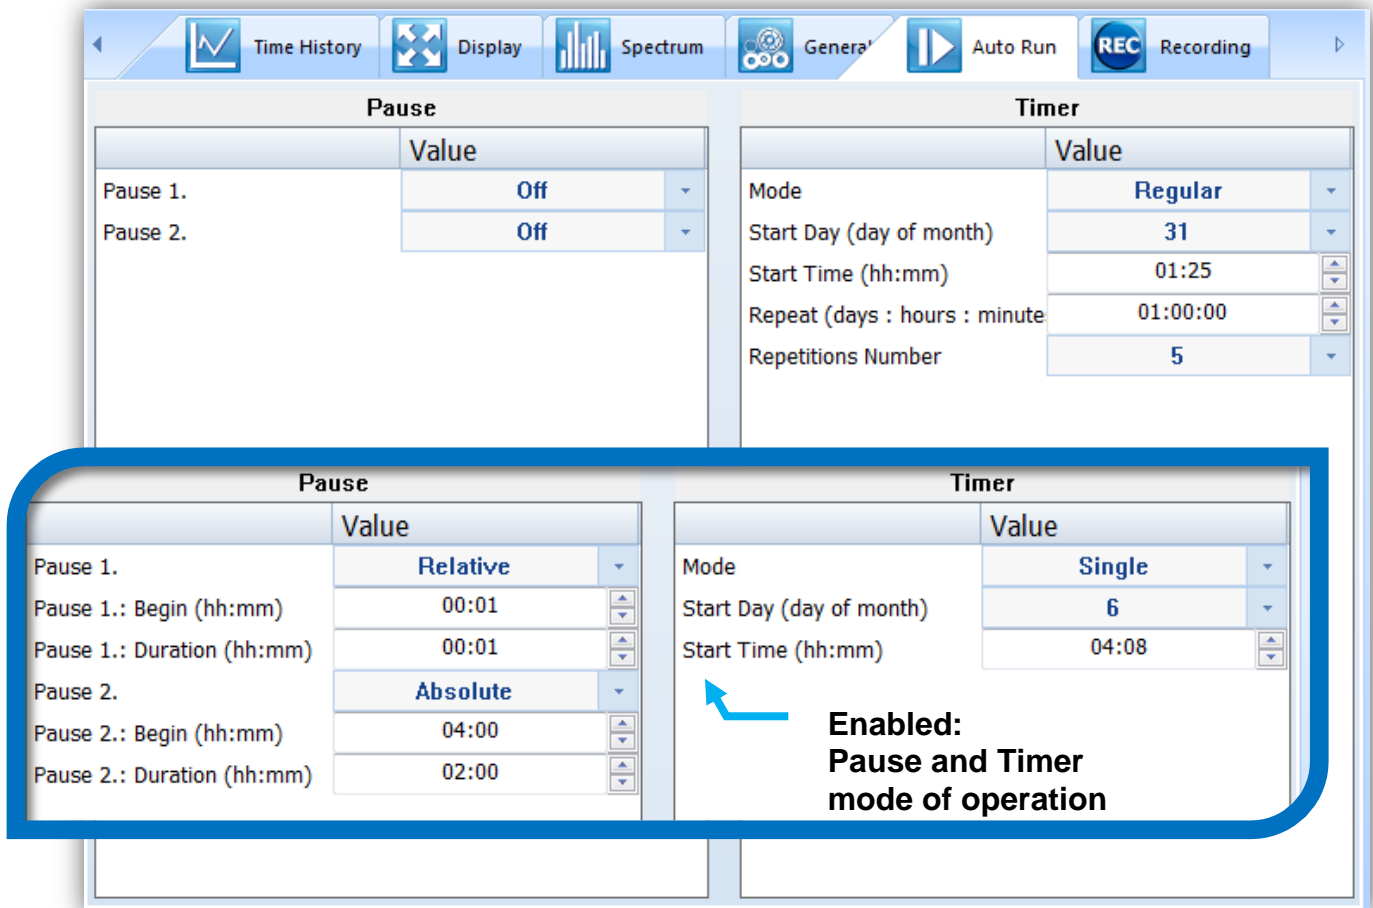 Time History Display Spectrum General Auto Run REC Recording
Pause
Value
Pause 1. Off
Pause 2. Off
Timer
Value
Mode Regular
Start Day (day of month) 31
Start Time (hh:mm) 01:25
Repeat (days : hours : minute 01:00:00
Repetitions Number 5
Pause
Value
Pause 1. Relative
Pause 1.: Begin (hh:mm) 00:01
Pause 1.: Duration (hh:mm) 00:01
Pause 2. Absolute
Pause 2.: Begin (hh:mm) 04:00
Pause 2.: Duration (hh:mm) 02:00
Timer
Value
Mode Single
Start Day (day of month) 6
Start Time (hh:mm) 04:08
Enabled:
Pause and Timer
mode of operation